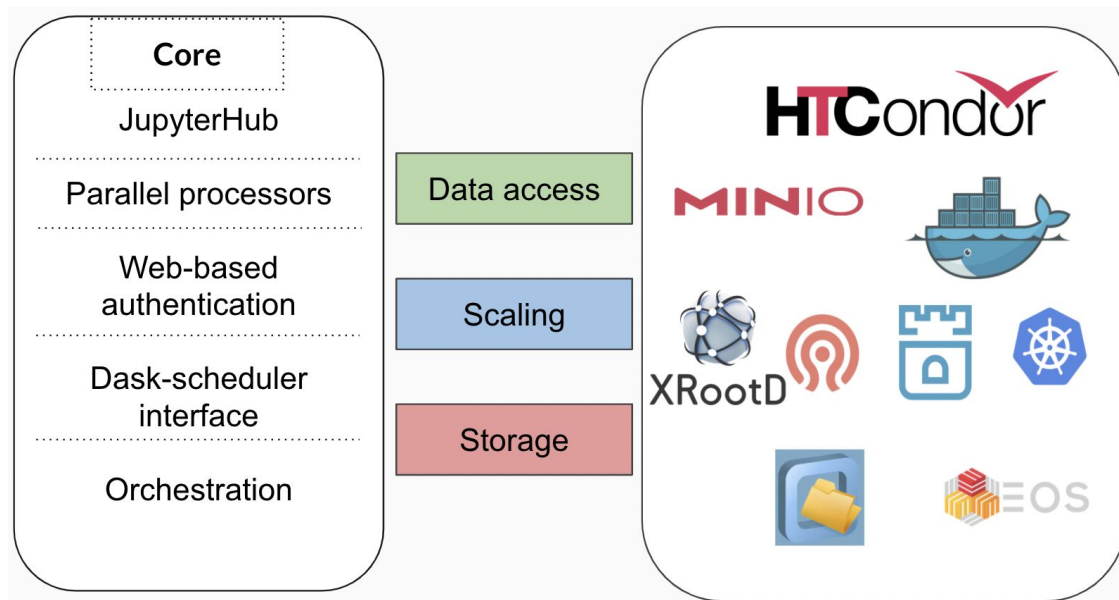 Core
JupyterHub
Parallel processors
Web-based
authentication
Dask-scheduler
interface
Orchestration
Data access
Scaling
Storage
HTCondor
MINIO
XRootD
D
EOS